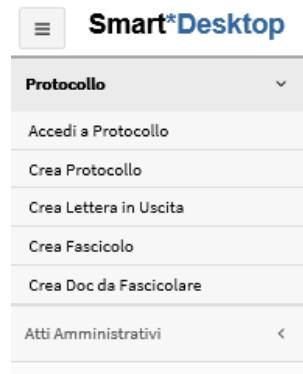 Smart*Desktop
Protocollo
Accedi a Protocollo
Crea Protocollo
Crea Lettera in Uscita
Crea Fascicolo
Crea Doc da Fascicolare
Atti Amministrativi